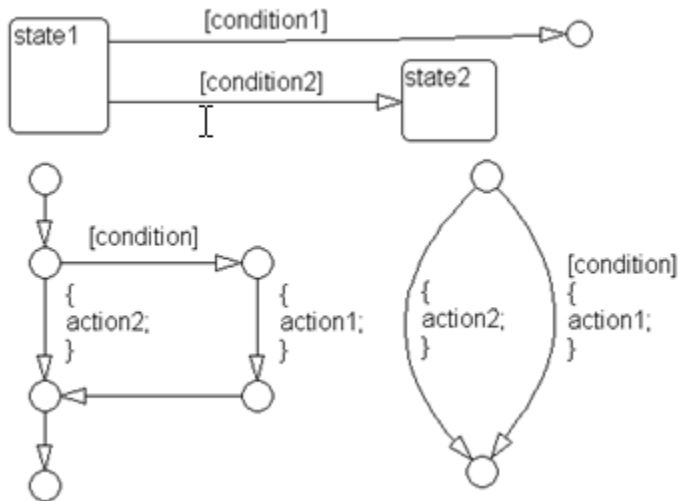 [condition1]
state1
[condition2]
state2
[condition]
{
action2;
}
{
action1;
}
{
action2;
}
[condition]
{
action1;
}